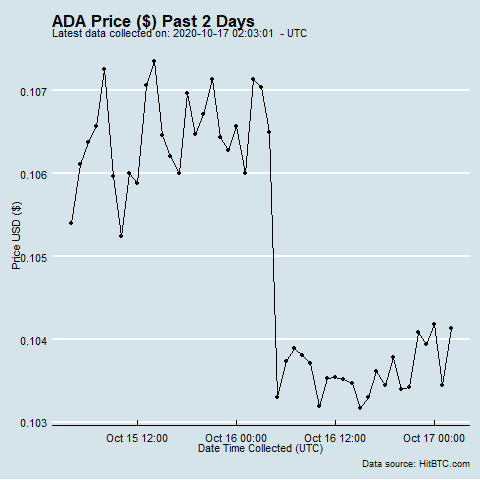 ADA Price ($) Past 2 Days
Latest data collected on: 2020-10-17 02:03:01  - UTC
Price USD ($)
0.107
0.106
0.105
0.104
0.103
Oct 15 12:00
Oct 16 00:00
Oct 16 12:00
Oct 17 00:00
Date Time Collected (UTC)
Data source: HitBTC.com